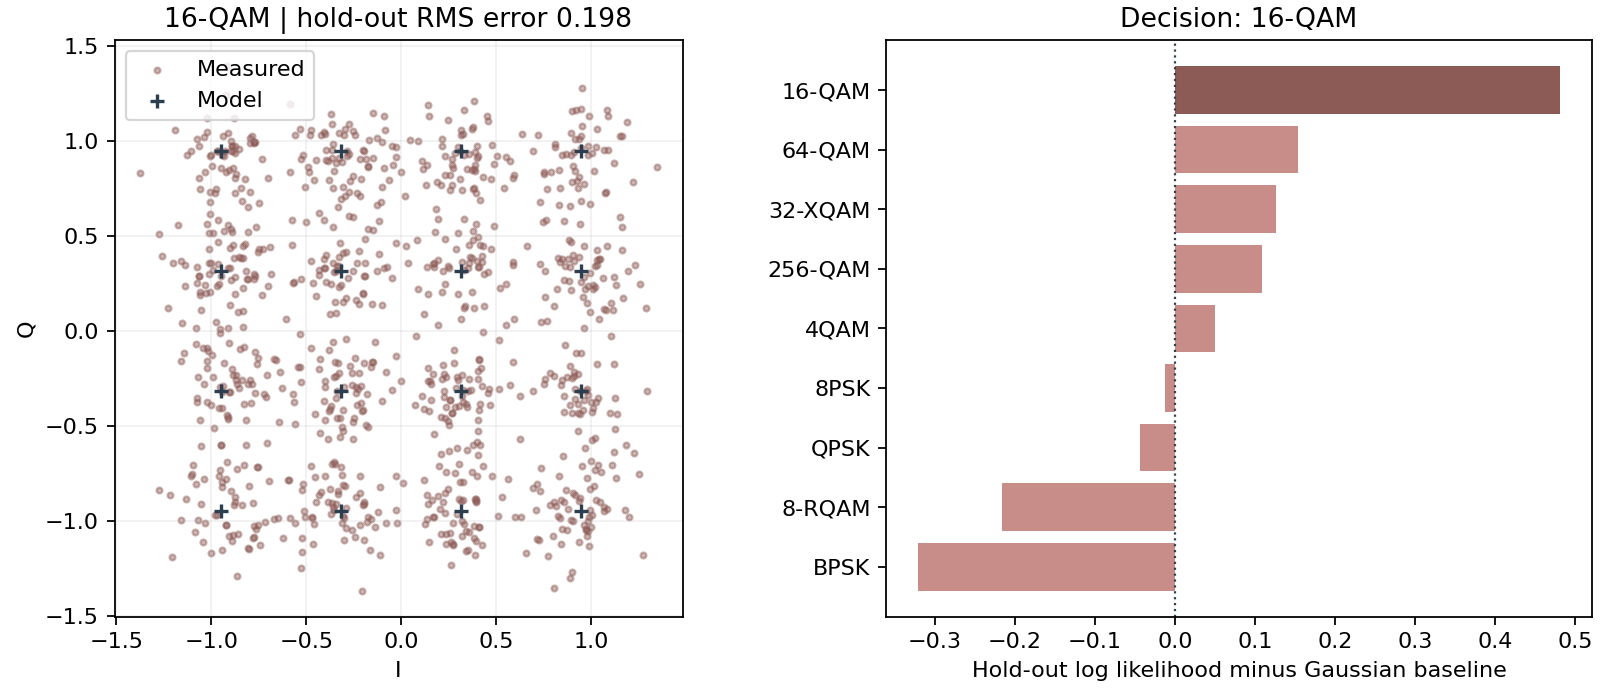 16-QAM | hold-out RMS error 0.198
Measured
Model
1.5
1.0
0.5
0.0
−0.5
−1.0
−1.5
Q
−1.5
−1.0
−0.5
0.0
0.5
1.0
I
Decision: 16-QAM
16-QAM
64-QAM
32-XQAM
256-QAM
4QAM
8PSK
QPSK
8-RQAM
BPSK
−0.3
−0.2
−0.1
0.0
0.1
0.2
0.3
0.4
0.5
Hold-out log likelihood minus Gaussian baseline